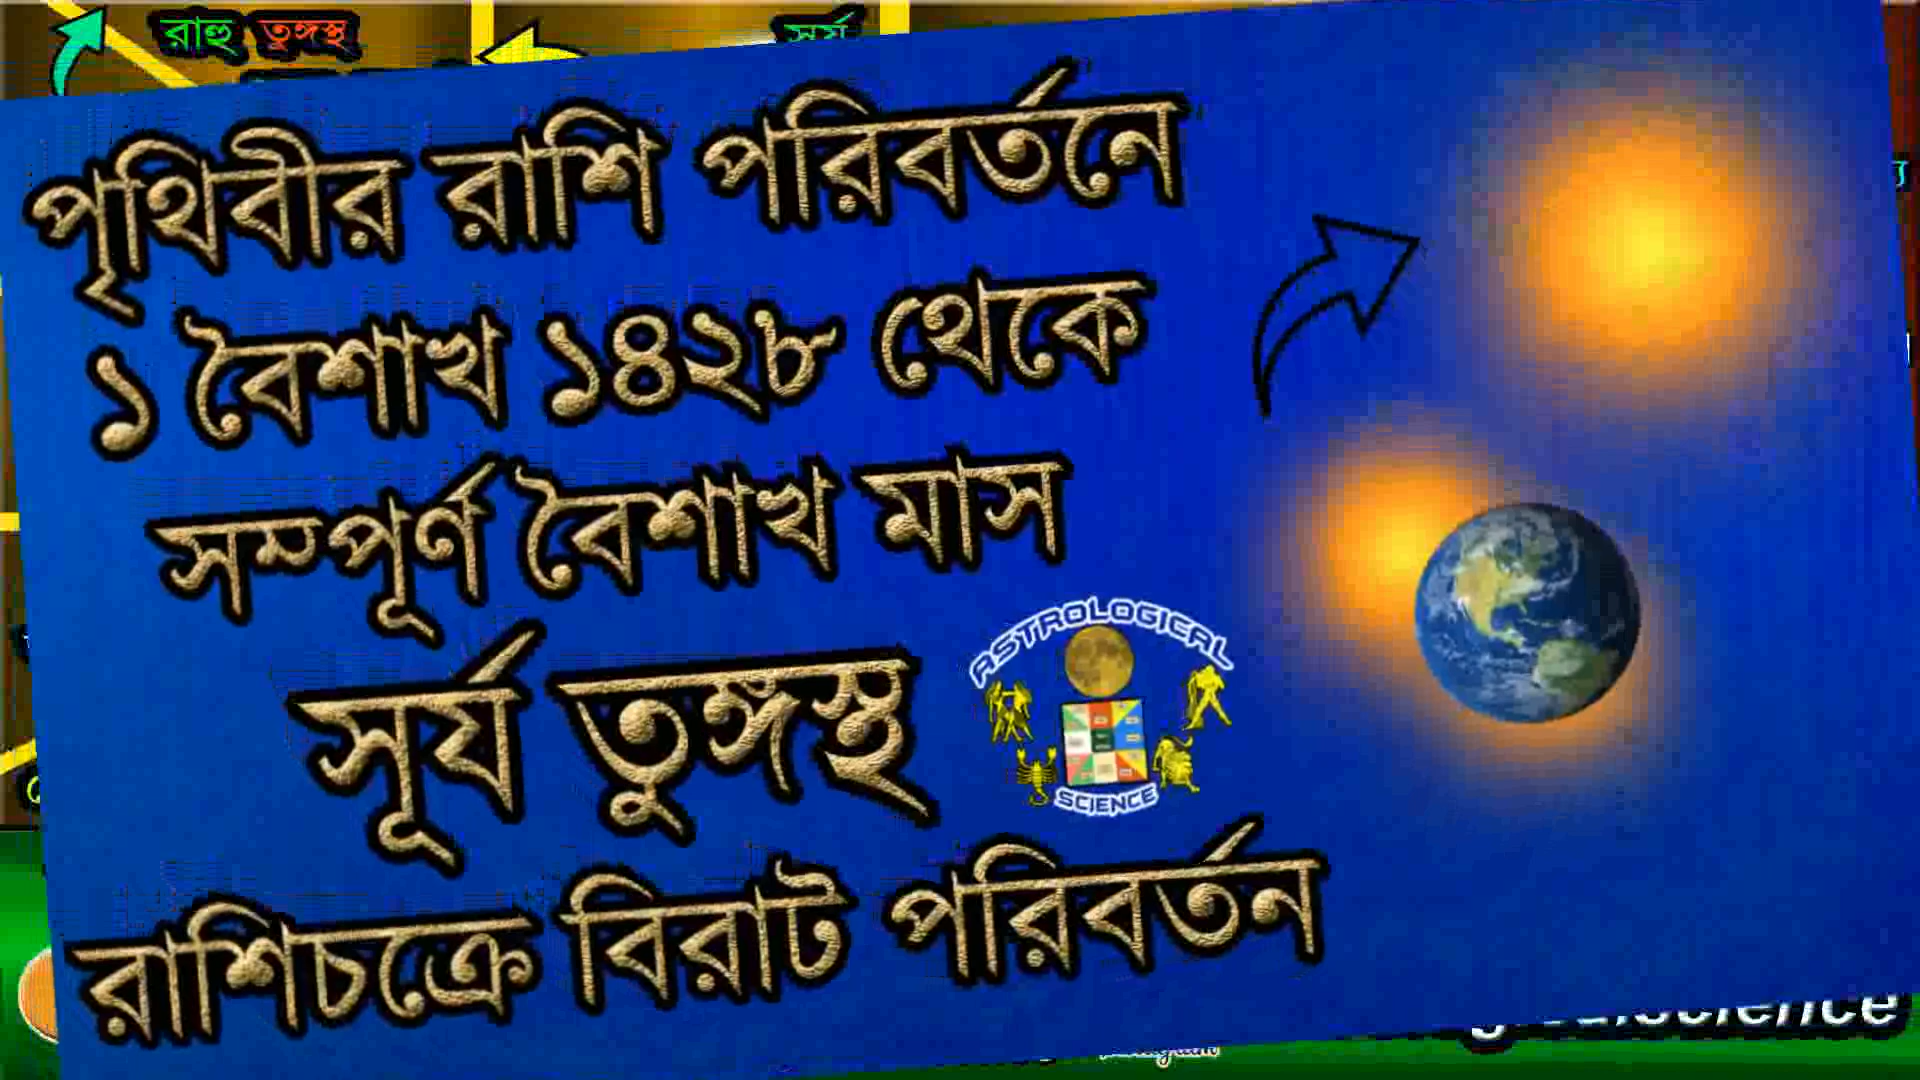 রাহু তুঙ্গস্থ
সূর্য
পৃথিবীর রাশি পরিবর্তনে
১ বৈশাখ ১৪২৮ থেকে
সম্পূর্ণ বৈশাখ মাস
সূর্য তুঙ্গস্থ
ASTROLOGICAL
SCIENCE
রাশিচক্রে বিরাট পরিবর্তন